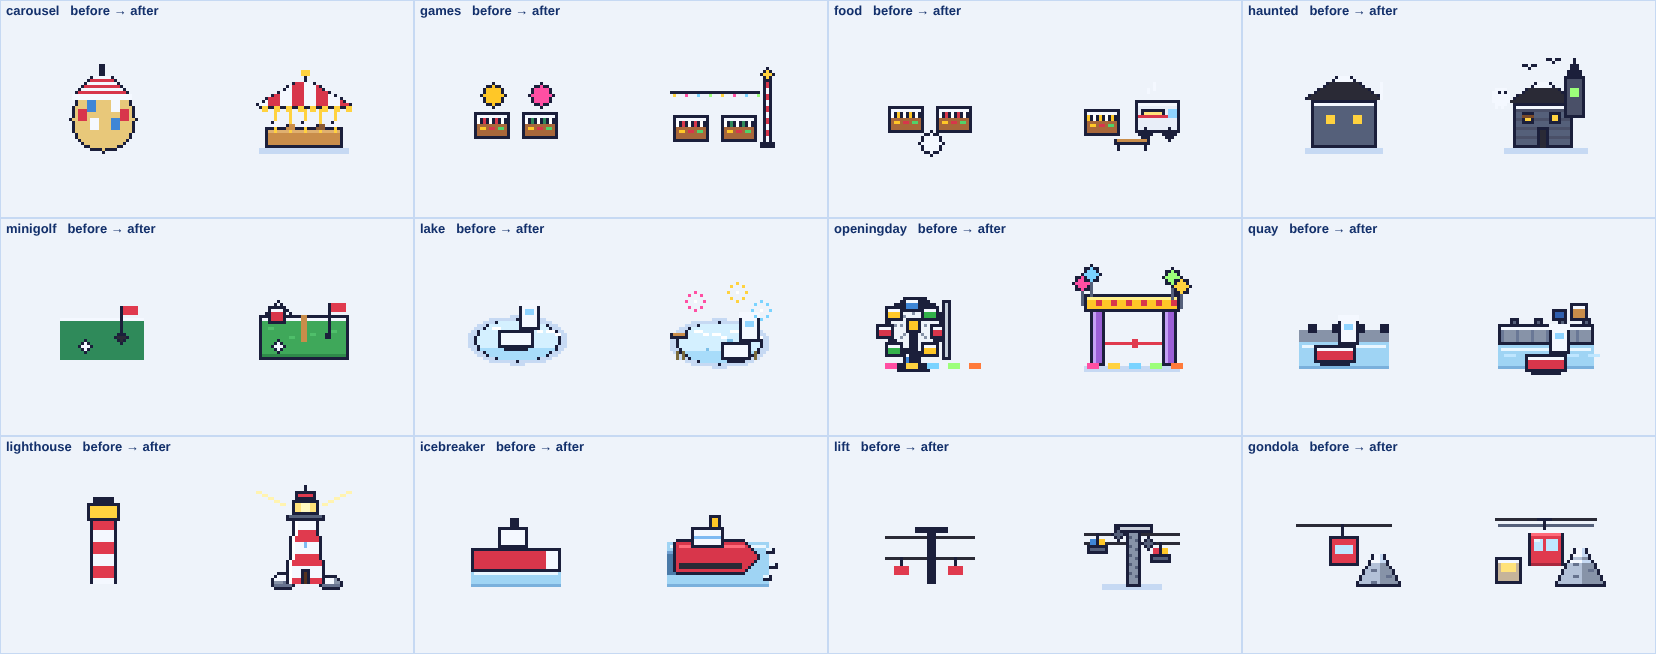 carousel before → after
games before → after
food before → after
haunted before → after
minigolf before → after
lake before → after
openingday before → after
quay before → after
lighthouse before → after
icebreaker before → after
lift before → after
gondola before → after